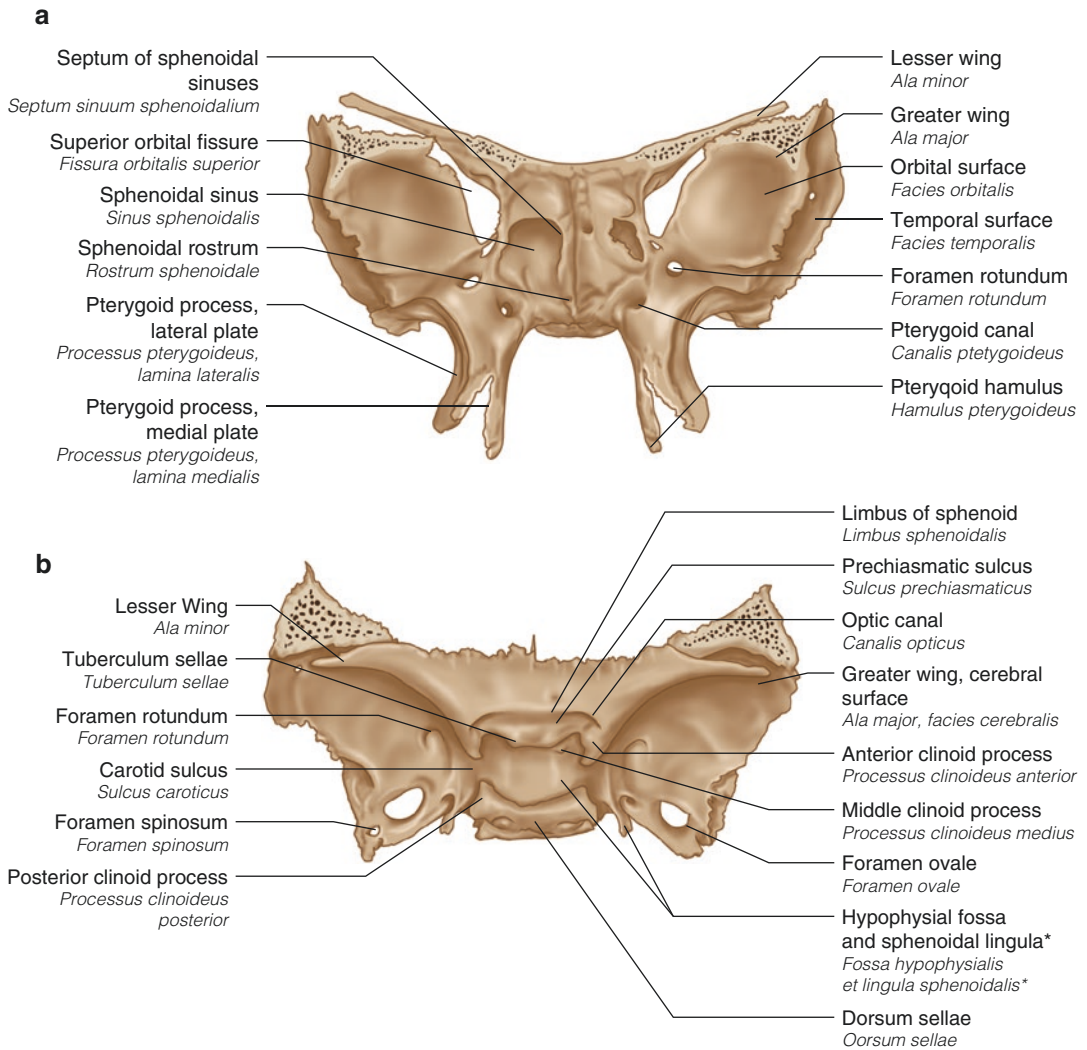 a
Septum of sphenoidal
sinuses
Septum sinuum sphenoidalium
Superior orbital fissure
Fissura orbitalis superior
Sphenoidal sinus
Sinus sphenoidalis
Sphenoidal rostrum
Rostrum sphenoidale
Pterygoid process,
lateral plate
Processus pterygoideus,
lamina lateralis
Pterygoid process,
medial plate
Processus pterygoideus,
lamina medialis
Lesser wing
Ala minor
Greater wing
Ala major
Orbital surface
Facies orbitalis
Temporal surface
Facies temporalis
Foramen rotundum
Foramen rotundum
Pterygoid canal
Canalis ptetygoideus
Pteryqoid hamulus
Hamulus pterygoideus
b
Lesser Wing
Ala minor
Tuberculum sellae
Tuberculum sellae
Foramen rotundum
Foramen rotundum
Carotid sulcus
Sulcus caroticus
Foramen spinosum
Foramen spinosum
Posterior clinoid process
Processus clinoideus
posterior
Limbus of sphenoid
Limbus sphenoidalis
Prechiasmatic sulcus
Sulcus prechiasmaticus
Optic canal
Canalis opticus
Greater wing, cerebral
surface
Ala major, facies cerebralis
Anterior clinoid process
Processus clinoideus anterior
Middle clinoid process
Processus clinoideus medius
Foramen ovale
Foramen ovale
Hypophysial fossa
and sphenoidal lingula*
Fossa hypophysialis
et lingula sphenoidalis*
Dorsum sellae
Oorsum sellae